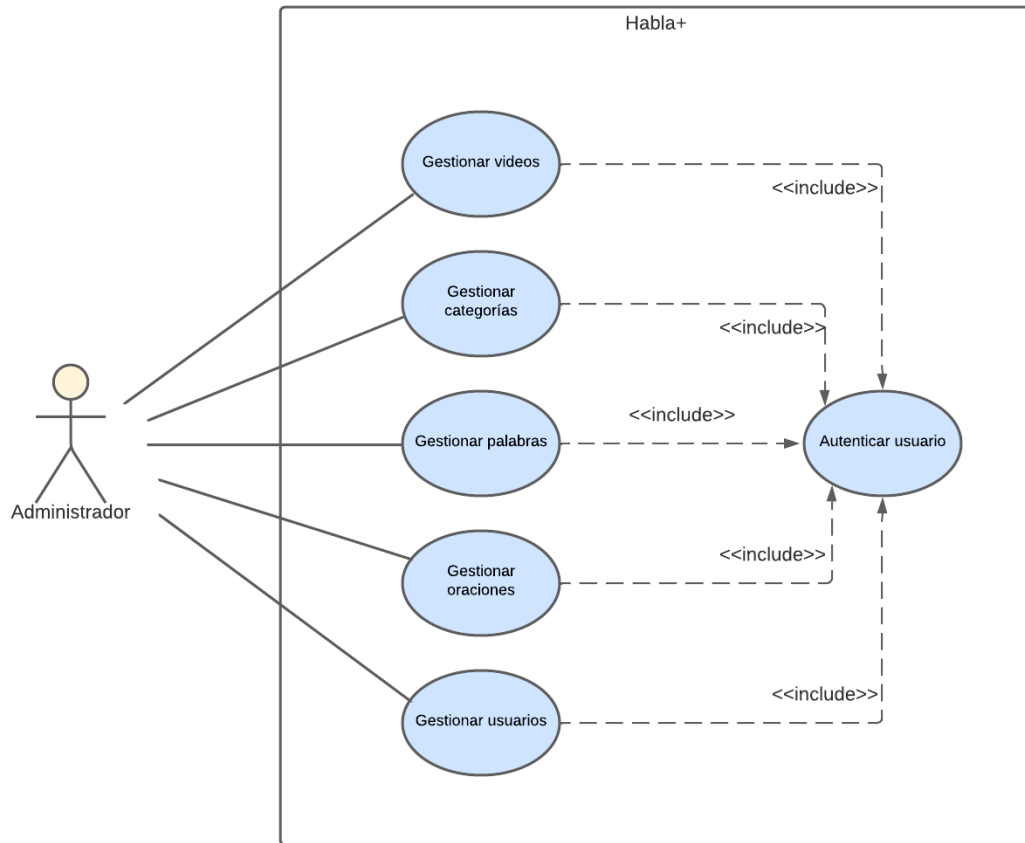 Habla+
Gestionar videos
<<include>>
Gestionar
categorías
<<include>>
Gestionar palabras
<<include>>
Autenticar usuario
Administrador
Gestionar
oraciones
<<include>>
Gestionar usuarios
<<include>>